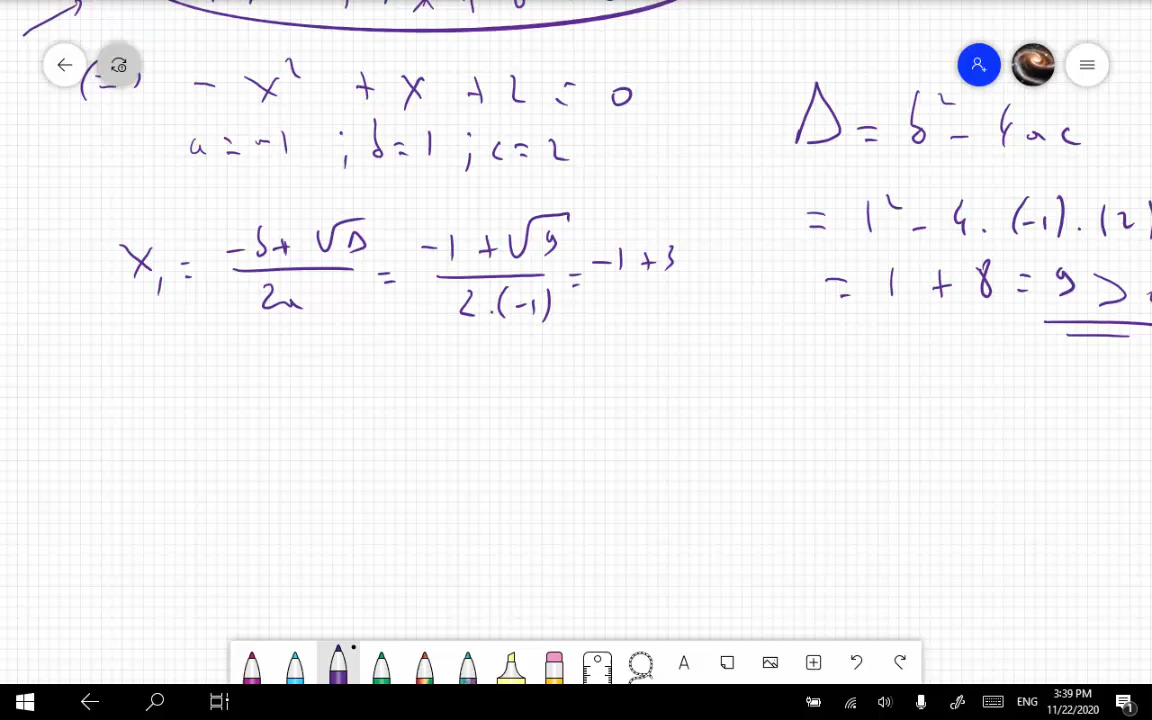 - x² + x + 2 = 0
a = -1 ; b = 1 ; c = 2
Δ = b² - 4ac
= 1² - 4 . (-1) . (2
= 1 + 8 = 9 >
x₁ = (-b + √Δ) / 2a = (-1 + √9) / 2 . (-1) = -1 + 3
A
ENG
3:39 PM
11/22/2020
1